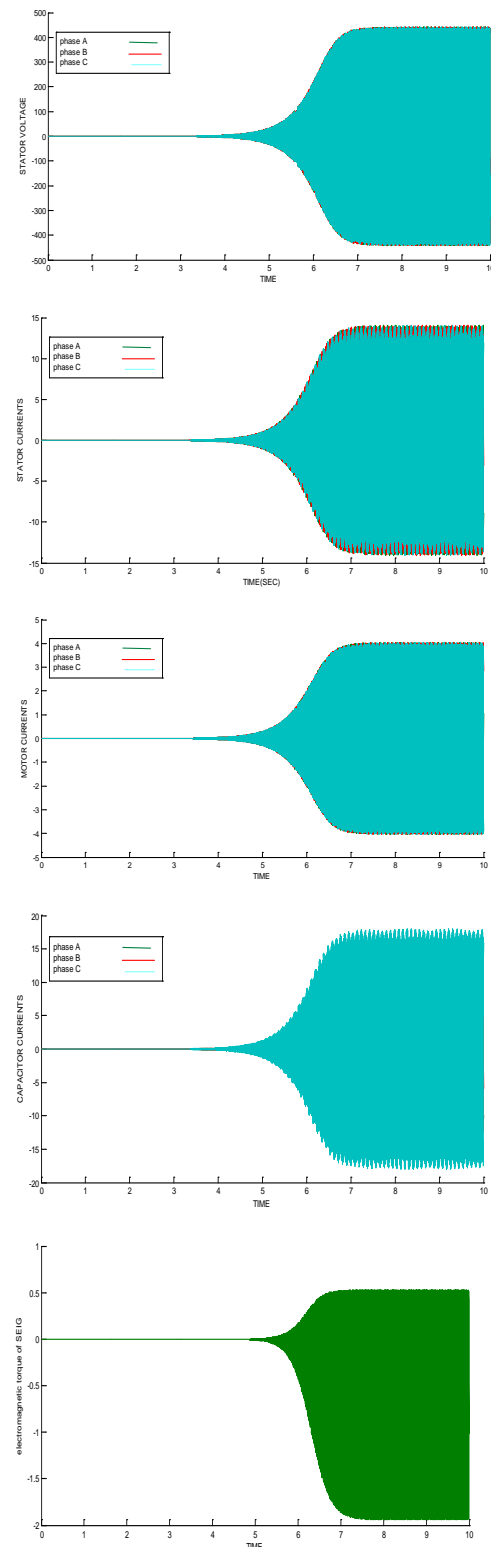 500
400
300
200
100
0
-100
-200
-300
-400
-500
STATOR VOLTAGE
phase A
phase B
phase C
0 1 2 3 4 5 6 7 8 9 10
TIME
15
10
5
0
-5
-10
-15
STATOR CURRENTS
phase A
phase B
phase C
0 1 2 3 4 5 6 7 8 9 10
TIME(SEC)
5
4
3
2
1
0
-1
-2
-3
-4
-5
MOTOR CURRENTS
phase A
phase B
phase C
0 1 2 3 4 5 6 7 8 9 10
TIME
20
15
10
5
0
-5
-10
-15
-20
CAPACITOR CURRENTS
phase A
phase B
phase C
0 1 2 3 4 5 6 7 8 9 10
TIME
1
0.5
0
-0.5
-1
-1.5
-2
electromagnetic torque of SEIG
0 1 2 3 4 5 6 7 8 9 10
TIME